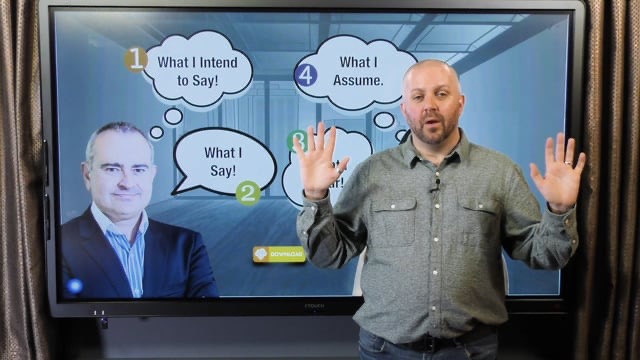 1
What I Intend
to Say!
4
What I
Assume.
What I
Say!
2
3
DOWNLOAD